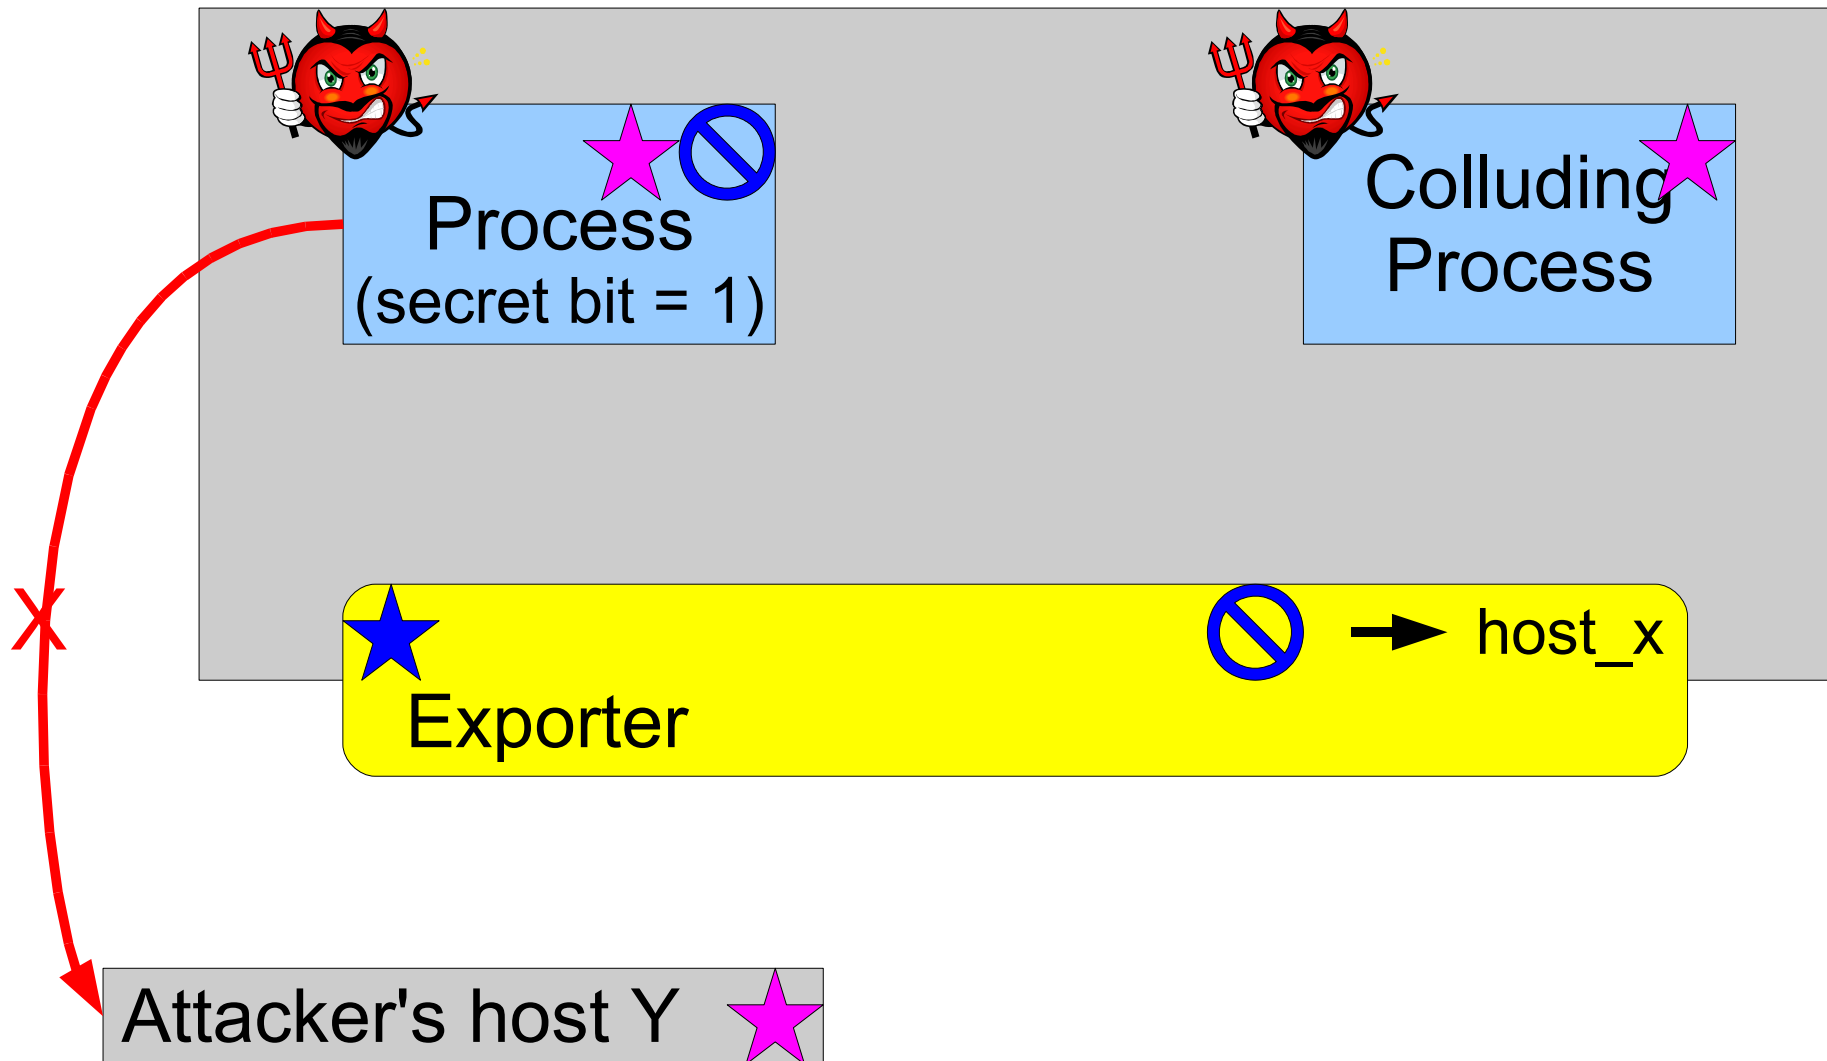 Process
(secret bit = 1)
Colluding
Process
X
host_x
Exporter
Attacker's host Y